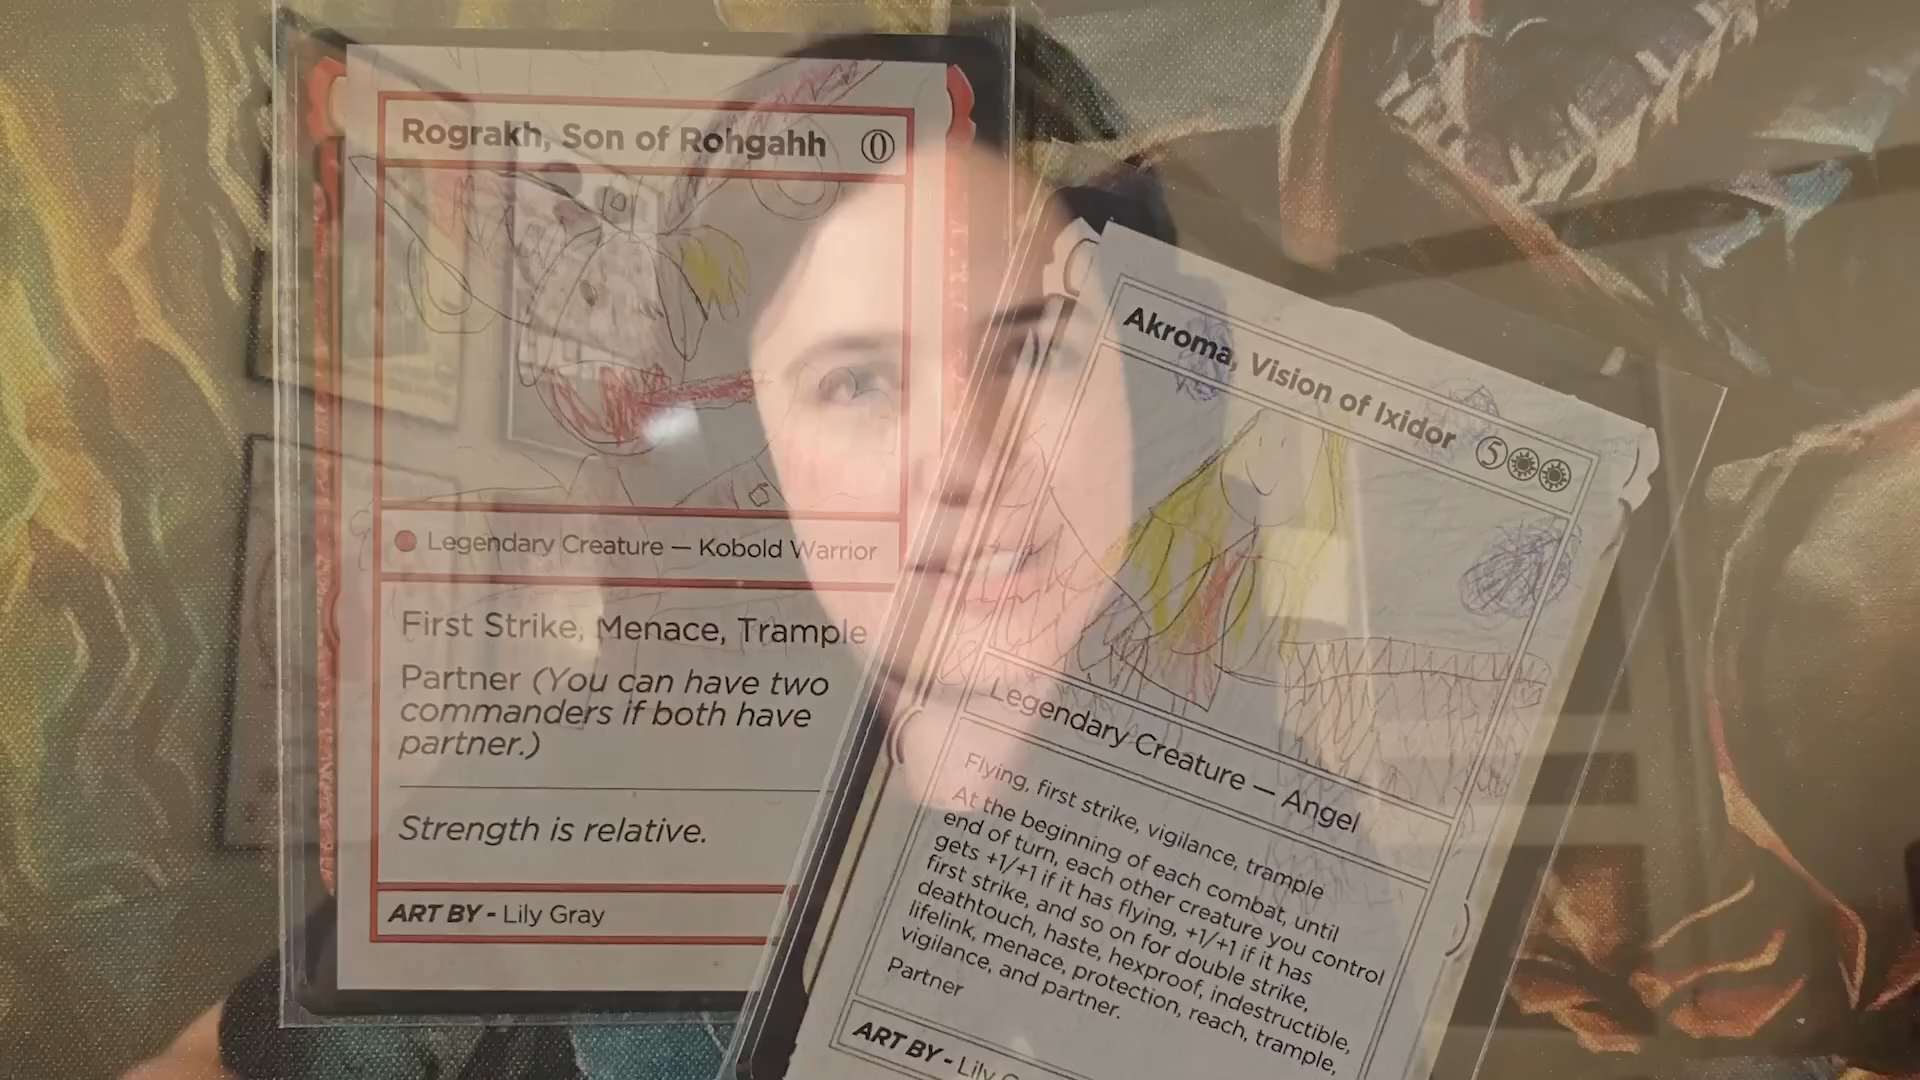 Rograkh, Son of Rohgahh 0
Legendary Creature — Kobold Warrior
First Strike, Menace, Trample
Partner (You can have two
commanders if both have
partner.)
Strength is relative.
ART BY - Lily Gray
Akroma, Vision of Ixidor 5
Legendary Creature — Angel
Flying, first strike, vigilance, trample
At the beginning of each combat, until
end of turn, each other creature you control
gets +1/+1 if it has flying, +1/+1 if it has
first strike, and so on for double strike,
deathtouch, haste, hexproof, indestructible,
lifelink, menace, protection, reach, trample,
vigilance, and partner.
Partner
ART BY - Lily